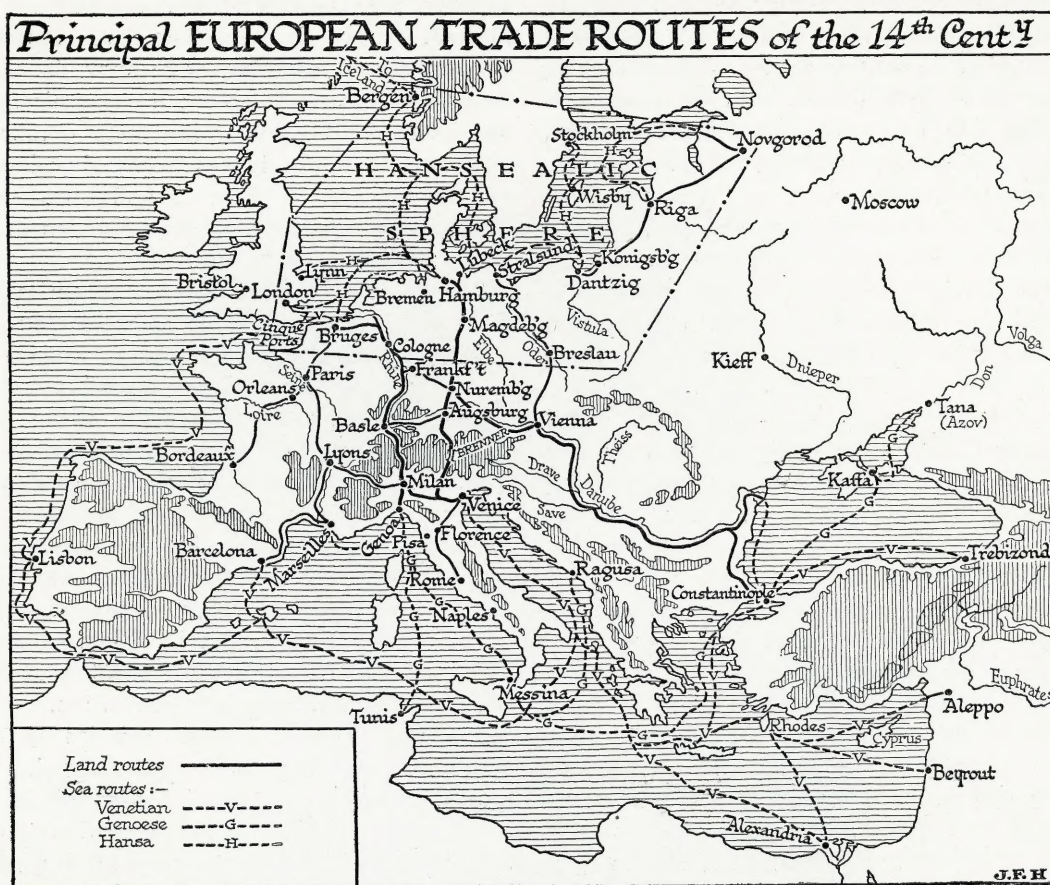 Principal EUROPEAN TRADE ROUTES of the 14th Centy
To
Iceland
Bergen
Stockholm
Novgorod
HANSEATIC
Wisby
Riga
Moscow
SPHERE
Lübeck
Stralsund
Königsb'g
Dantzig
Lynn
Bristol
London
Bremen
Hamburg
Cinque
Ports
Bruges
Magdeb'g
Vistula
Cologne
Elbe
Oder
Breslau
Kieff
Dnieper
Volga
Don
Rhine
Frankf't
Seine
Paris
Orleans
Loire
Nuremb'g
Augsburg
Basle
Vienna
BRENNER
Theiss
Tana
(Azov)
Bordeaux
Lyons
Milan
Venice
Drave
Danube
Save
Kaffa
Genoa
Pisa
Florence
Lisbon
Barcelona
Marseilles
Rome
Ragusa
Trebizond
Constantinople
Naples
Messina
Tunis
Rhodes
Cyprus
Euphrates
Aleppo
Beyrout
Alexandria
Land routes
Sea routes :–
Venetian V
Genoese G
Hansa H
J.F.H